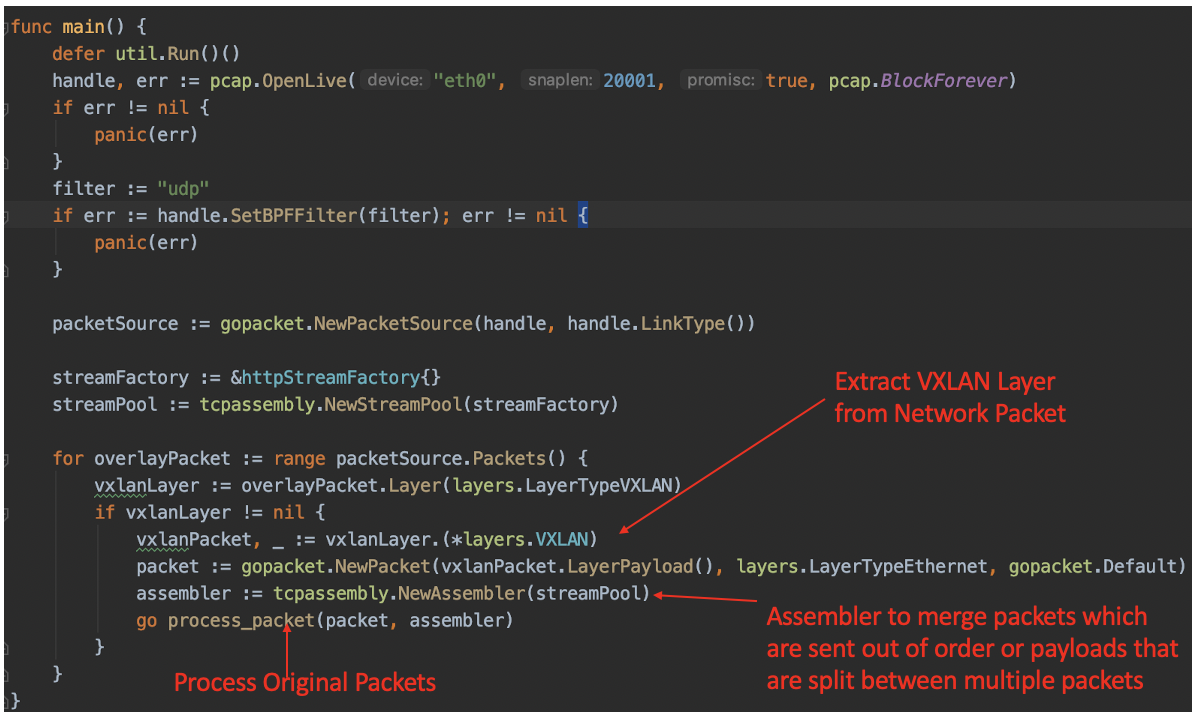 func main() {
defer util.Run()()
handle, err := pcap.OpenLive( device: "eth0", snaplen: 20001, promisc: true, pcap.BlockForever)
if err != nil {
panic(err)
}
filter := "udp"
if err := handle.SetBPFFilter(filter); err != nil {
panic(err)
}
packetSource := gopacket.NewPacketSource(handle, handle.LinkType())
streamFactory := &httpStreamFactory{}
streamPool := tcpassembly.NewStreamPool(streamFactory)
Extract VXLAN Layer
from Network Packet
for overlayPacket := range packetSource.Packets() {
vxlanLayer := overlayPacket.Layer(layers.LayerTypeVXLAN)
if vxlanLayer != nil {
vxlanPacket, _ := vxlanLayer.(*layers.VXLAN)
packet := gopacket.NewPacket(vxlanPacket.LayerPayload(), layers.LayerTypeEthernet, gopacket.Default)
assembler := tcpassembly.NewAssembler(streamPool)
go process_packet(packet, assembler)
}
}
}
Assembler to merge packets which
are sent out of order or payloads that
are split between multiple packets
Process Original Packets